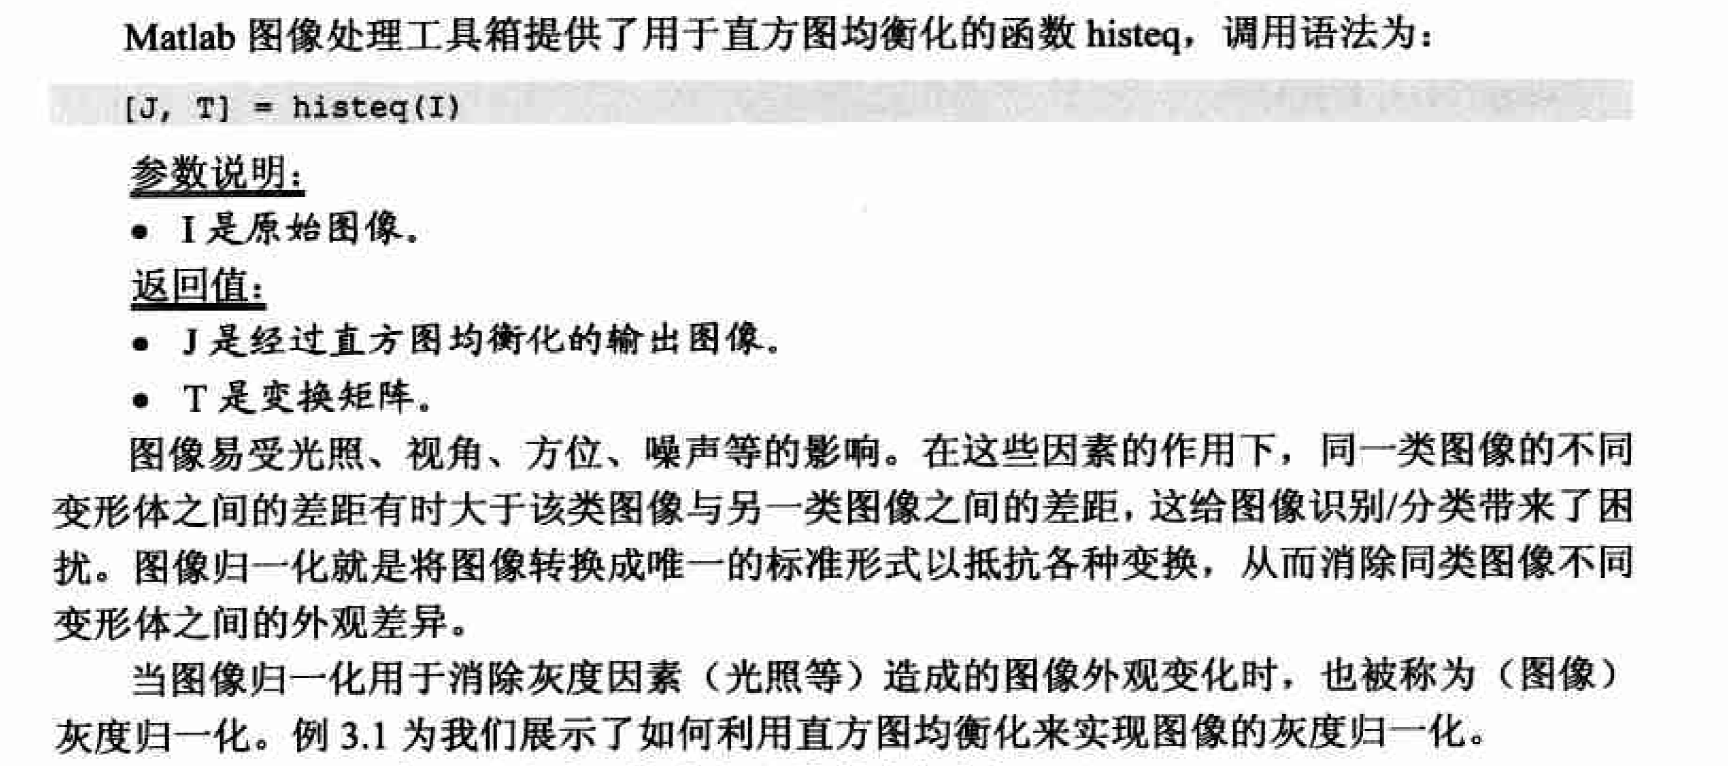 Matlab 图像处理工具箱提供了用于直方图均衡化的函数 histeq，调用语法为：
[J, T] = histeq(I)
参数说明：
● I 是原始图像。
返回值：
● J 是经过直方图均衡化的输出图像。
● T 是变换矩阵。
图像易受光照、视角、方位、噪声等的影响。在这些因素的作用下，同一类图像的不同
变形体之间的差距有时大于该类图像与另一类图像之间的差距，这给图像识别/分类带来了困
扰。图像归一化就是将图像转换成唯一的标准形式以抵抗各种变换，从而消除同类图像不同
变形体之间的外观差异。
当图像归一化用于消除灰度因素（光照等）造成的图像外观变化时，也被称为（图像）
灰度归一化。例 3.1 为我们展示了如何利用直方图均衡化来实现图像的灰度归一化。